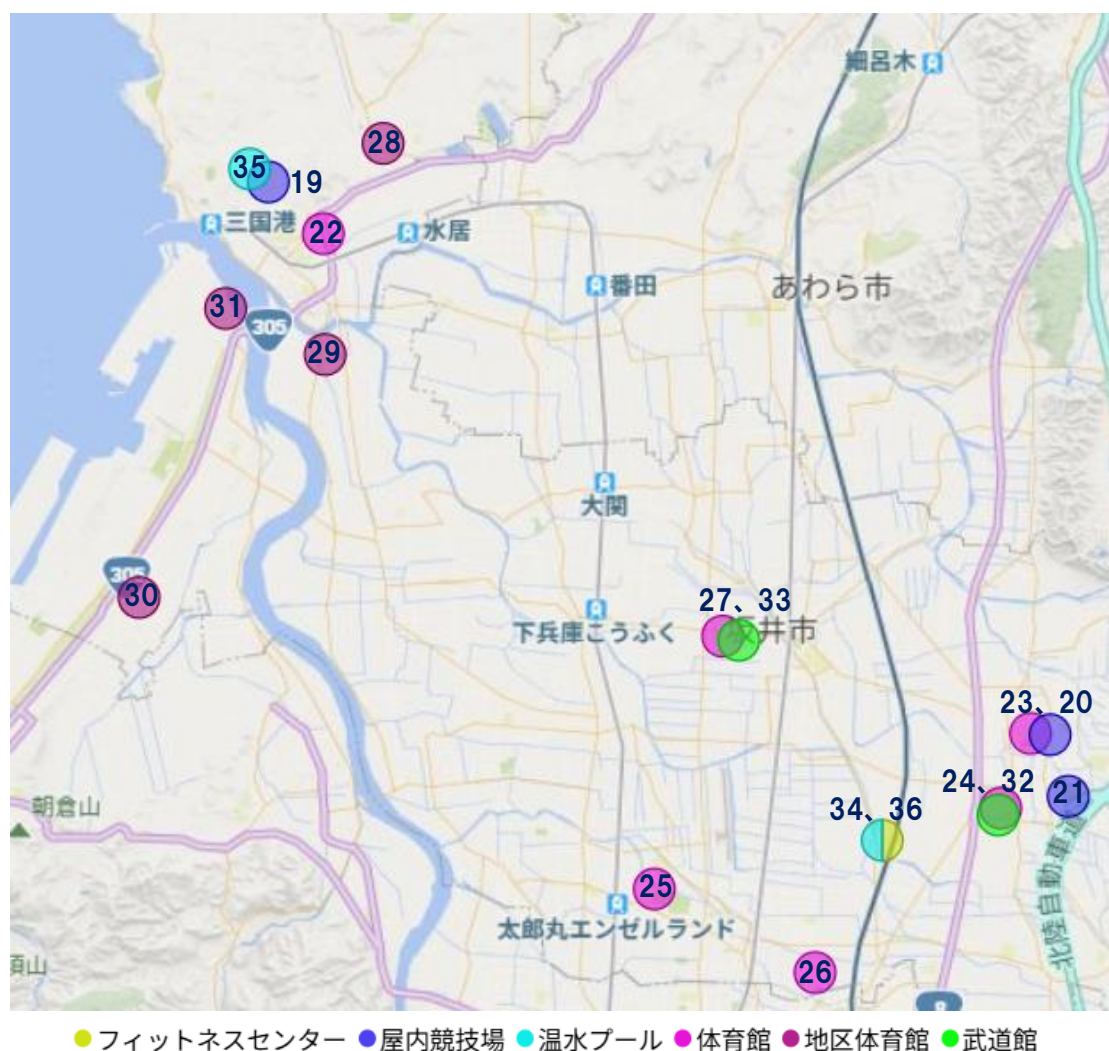 細呂木
28
35
19
三国港
22
水居
番田
あわら市
31
305
29
大関
305
30
27、33
下兵庫こうふく
井市
23、20
24、32
21
朝倉山
34、36
25
太郎丸エンゼルランド
北陸自動車道
山
26
8
フィットネスセンター 屋内競技場 温水プール 体育館 地区体育館 武道館